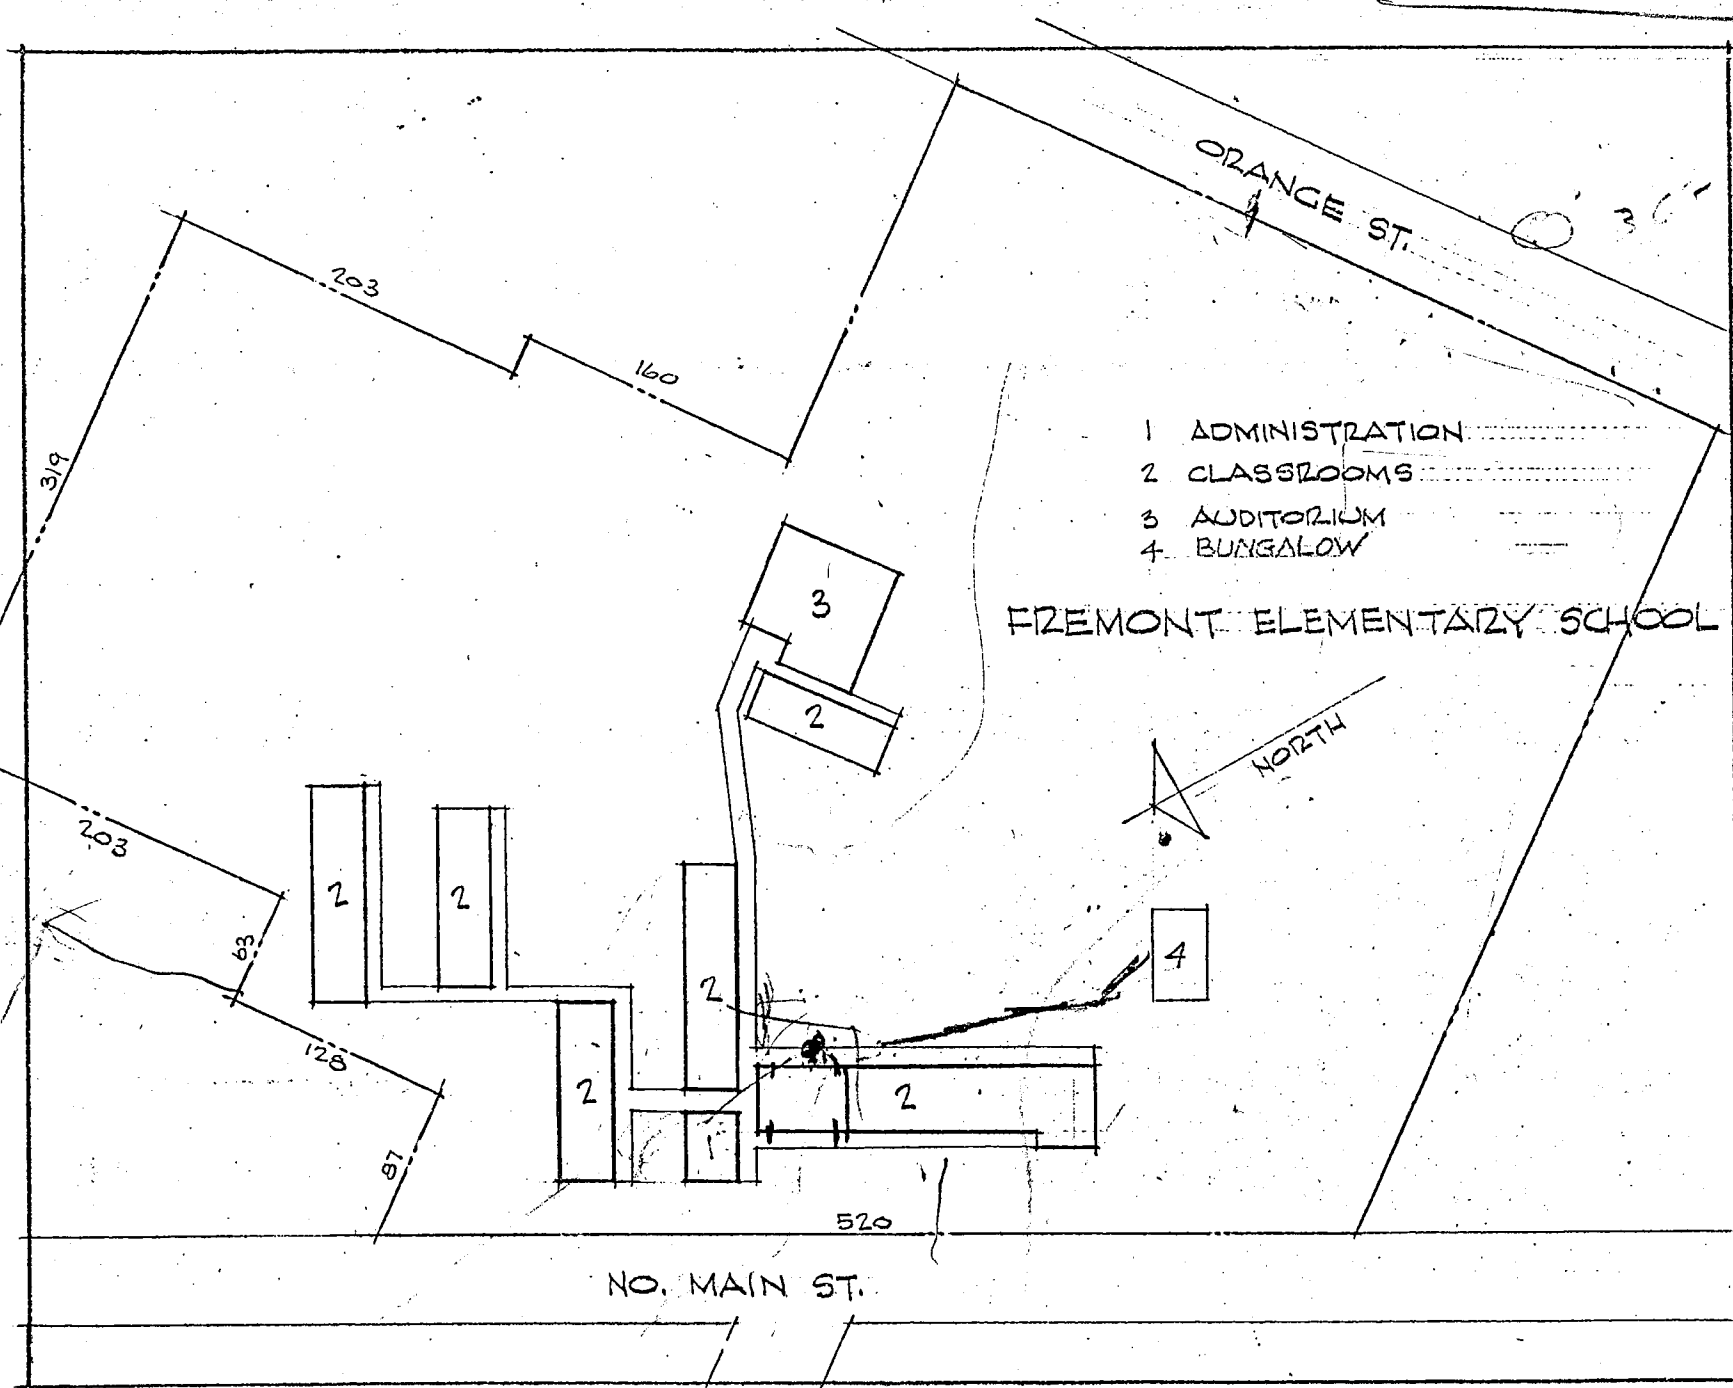 ORANGE ST.
203
160
319
1 ADMINISTRATION
2 CLASSROOMS
3 AUDITORIUM
4 BUNGALOW
3
FREMONT ELEMENTARY SCHOOL
2
NORTH
203
2
2
63
2
4
128
2
2
1
87
520
NO. MAIN ST.